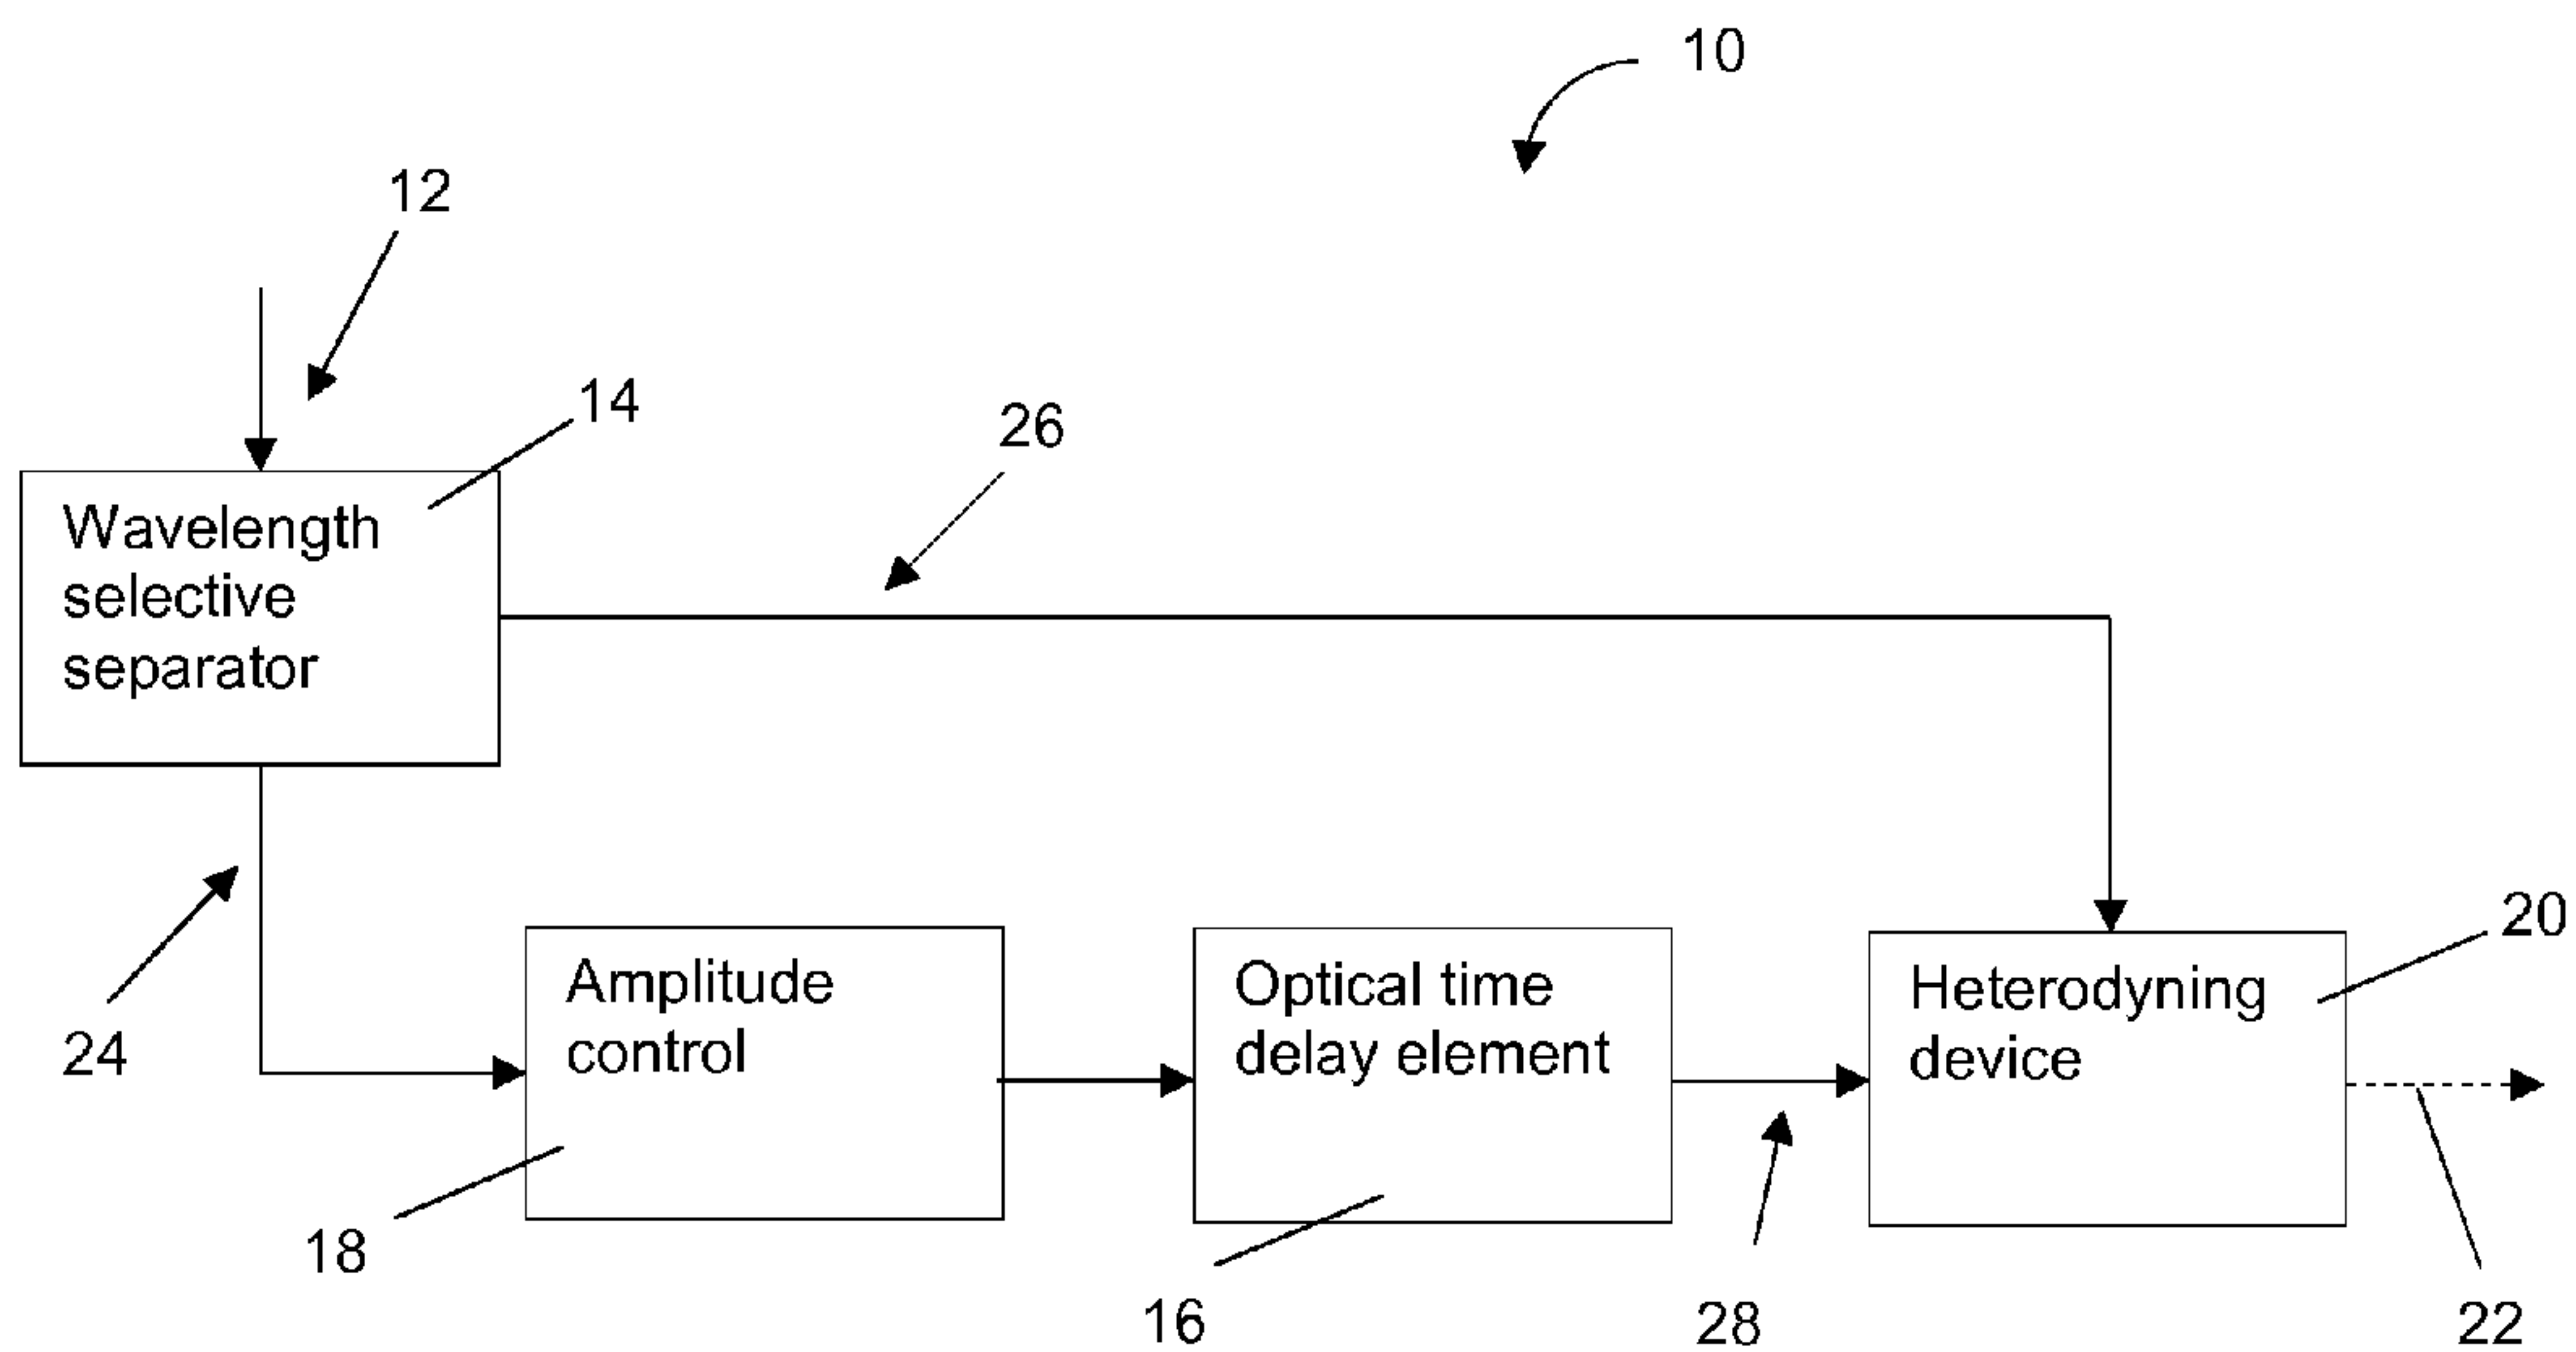 10
12
14
26
Wavelength
selective
separator
24
Amplitude
control
Optical time
delay element
Heterodyning
device
20
18
16
28
22